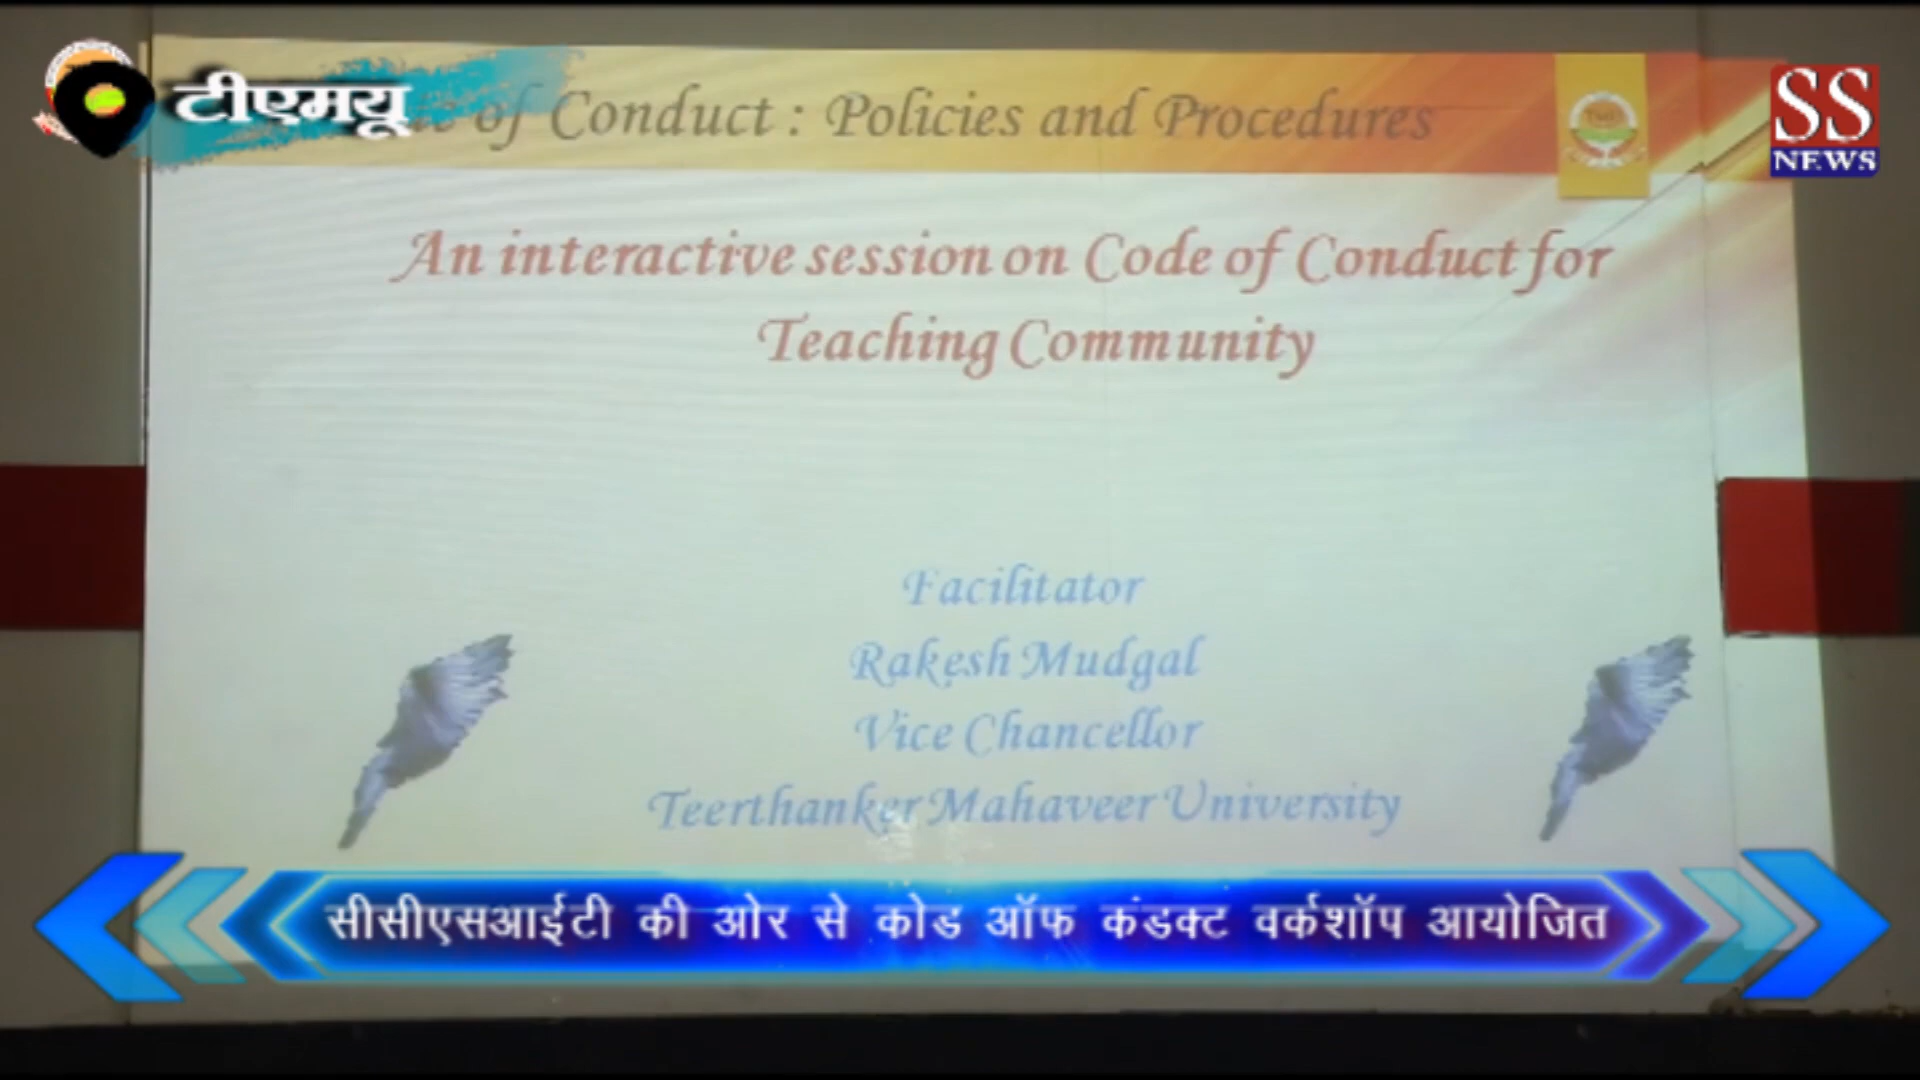 टीएमयू
of Conduct : Policies and Procedures
SS
NEWS
An interactive session on Code of Conduct for
Teaching Community
Facilitator
Rakesh Mudgal
Vice Chancellor
Teerthanker Mahaveer University
सीसीएसआईटी की ओर से कोड ऑफ कंडक्ट वर्कशॉप आयोजित